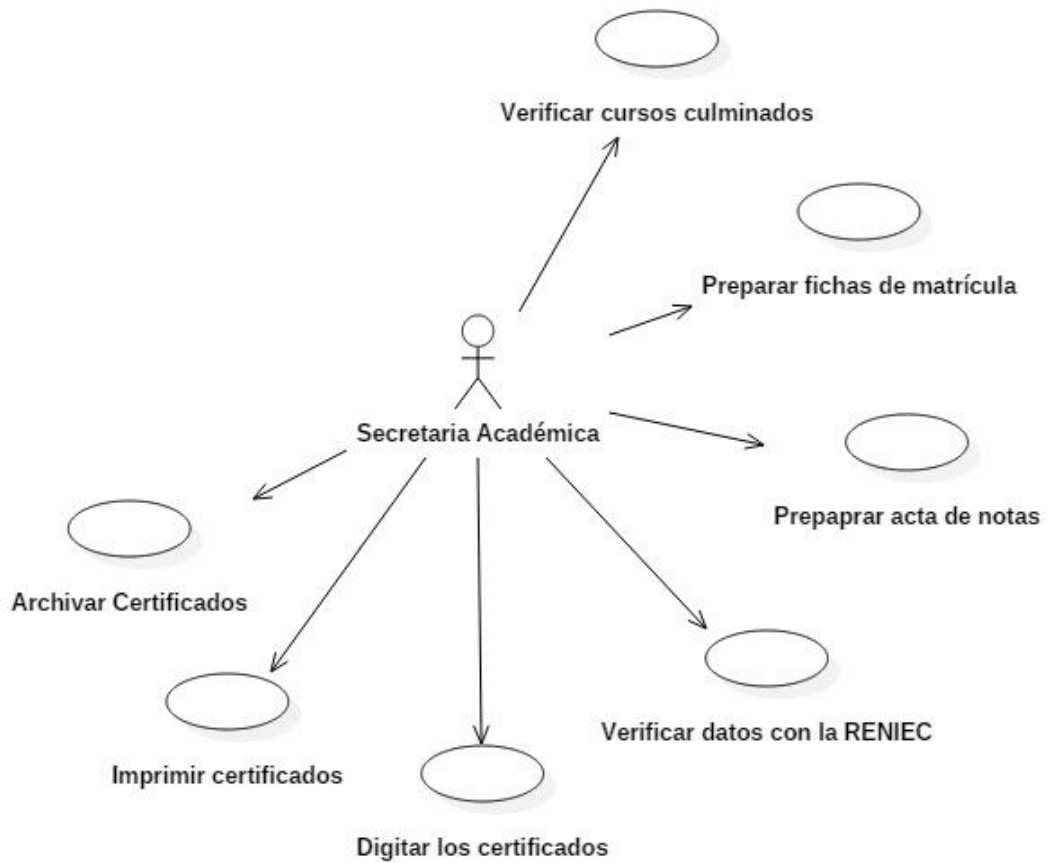 Verificar cursos culminados
Preparar fichas de matrícula
Secretaria Académica
Prepaprar acta de notas
Archivar Certificados
Verificar datos con la RENIEC
Imprimir certificados
Digitar los certificados